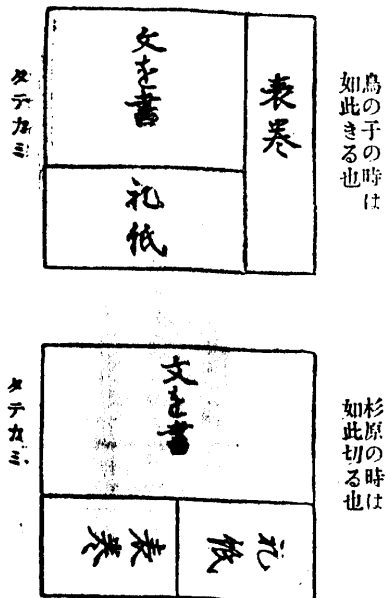 鳥の子の時は
如此きる也
表巻
文を書
礼紙
タテカミ
杉原の時は
如此切る也
文を書
礼紙
表巻
タテカミ